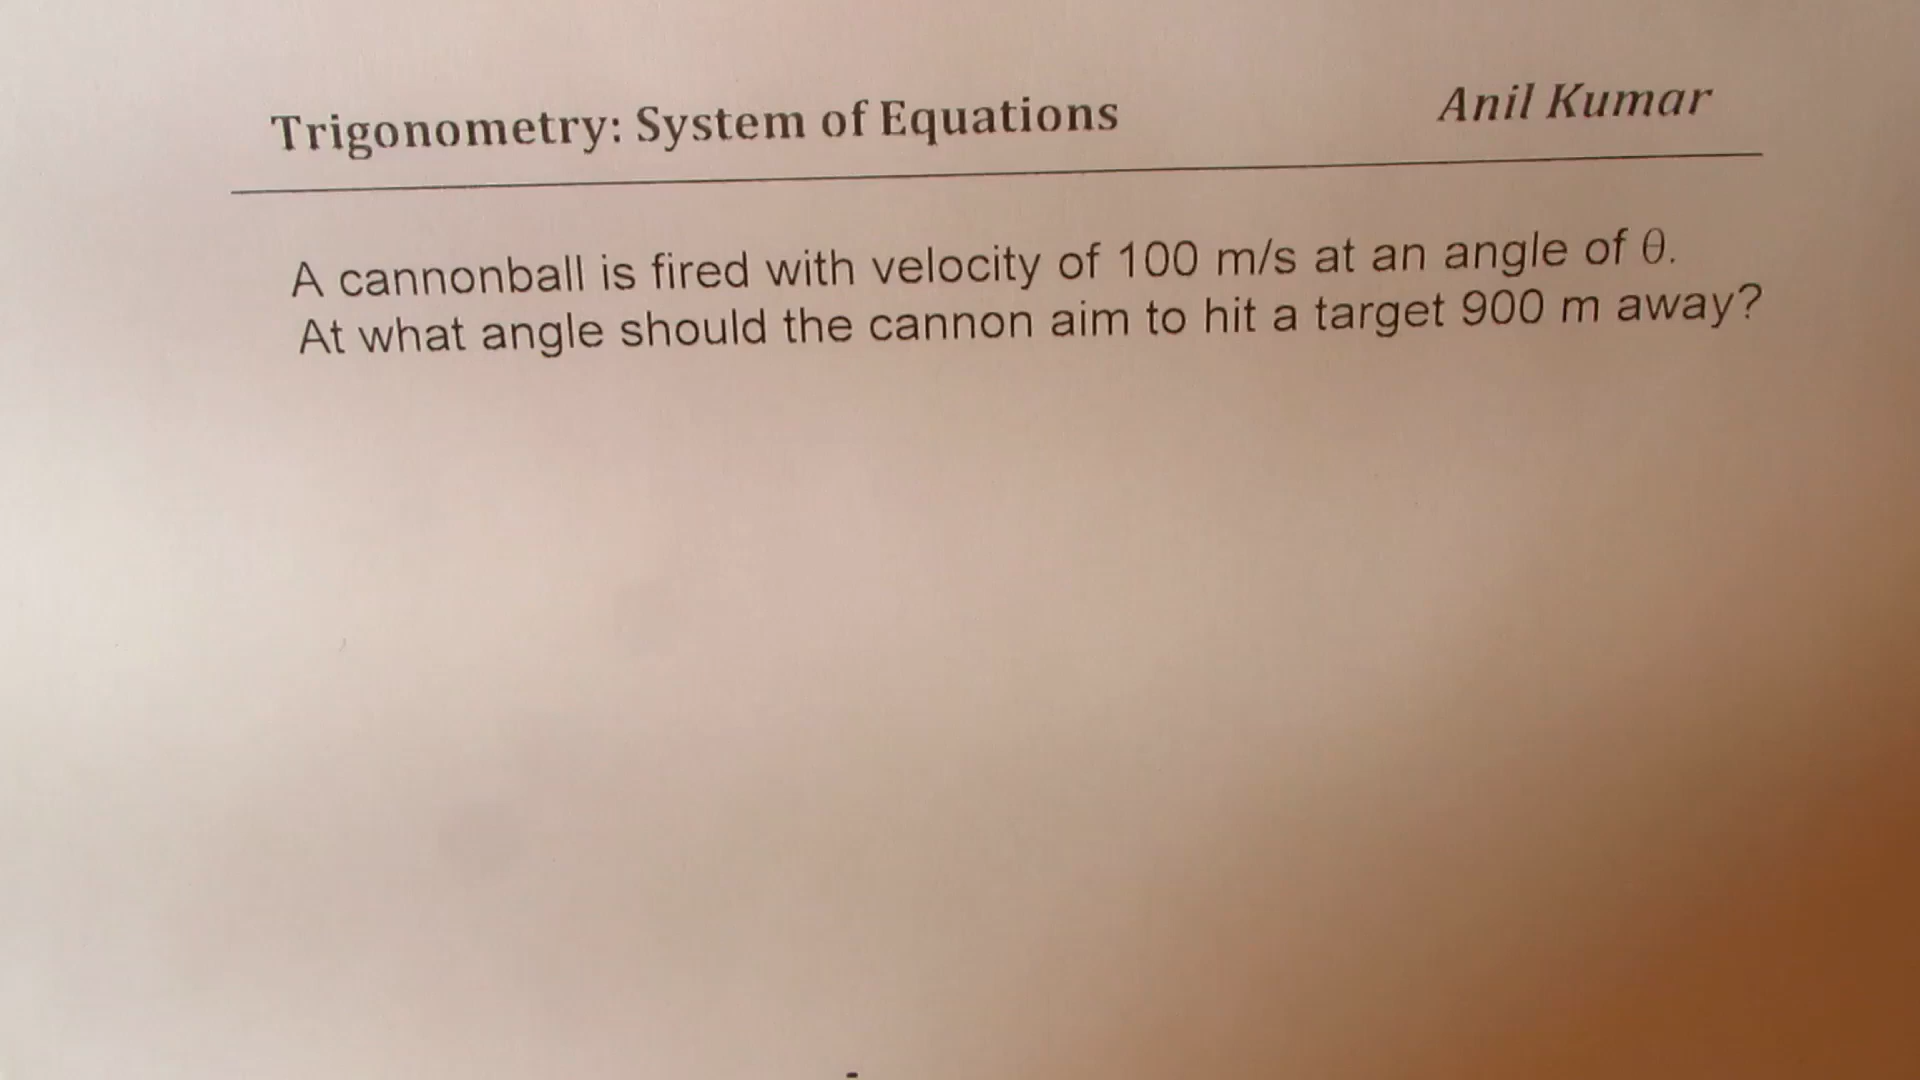 Trigonometry: System of Equations
Anil Kumar
A cannonball is fired with velocity of 100 m/s at an angle of θ.
At what angle should the cannon aim to hit a target 900 m away?